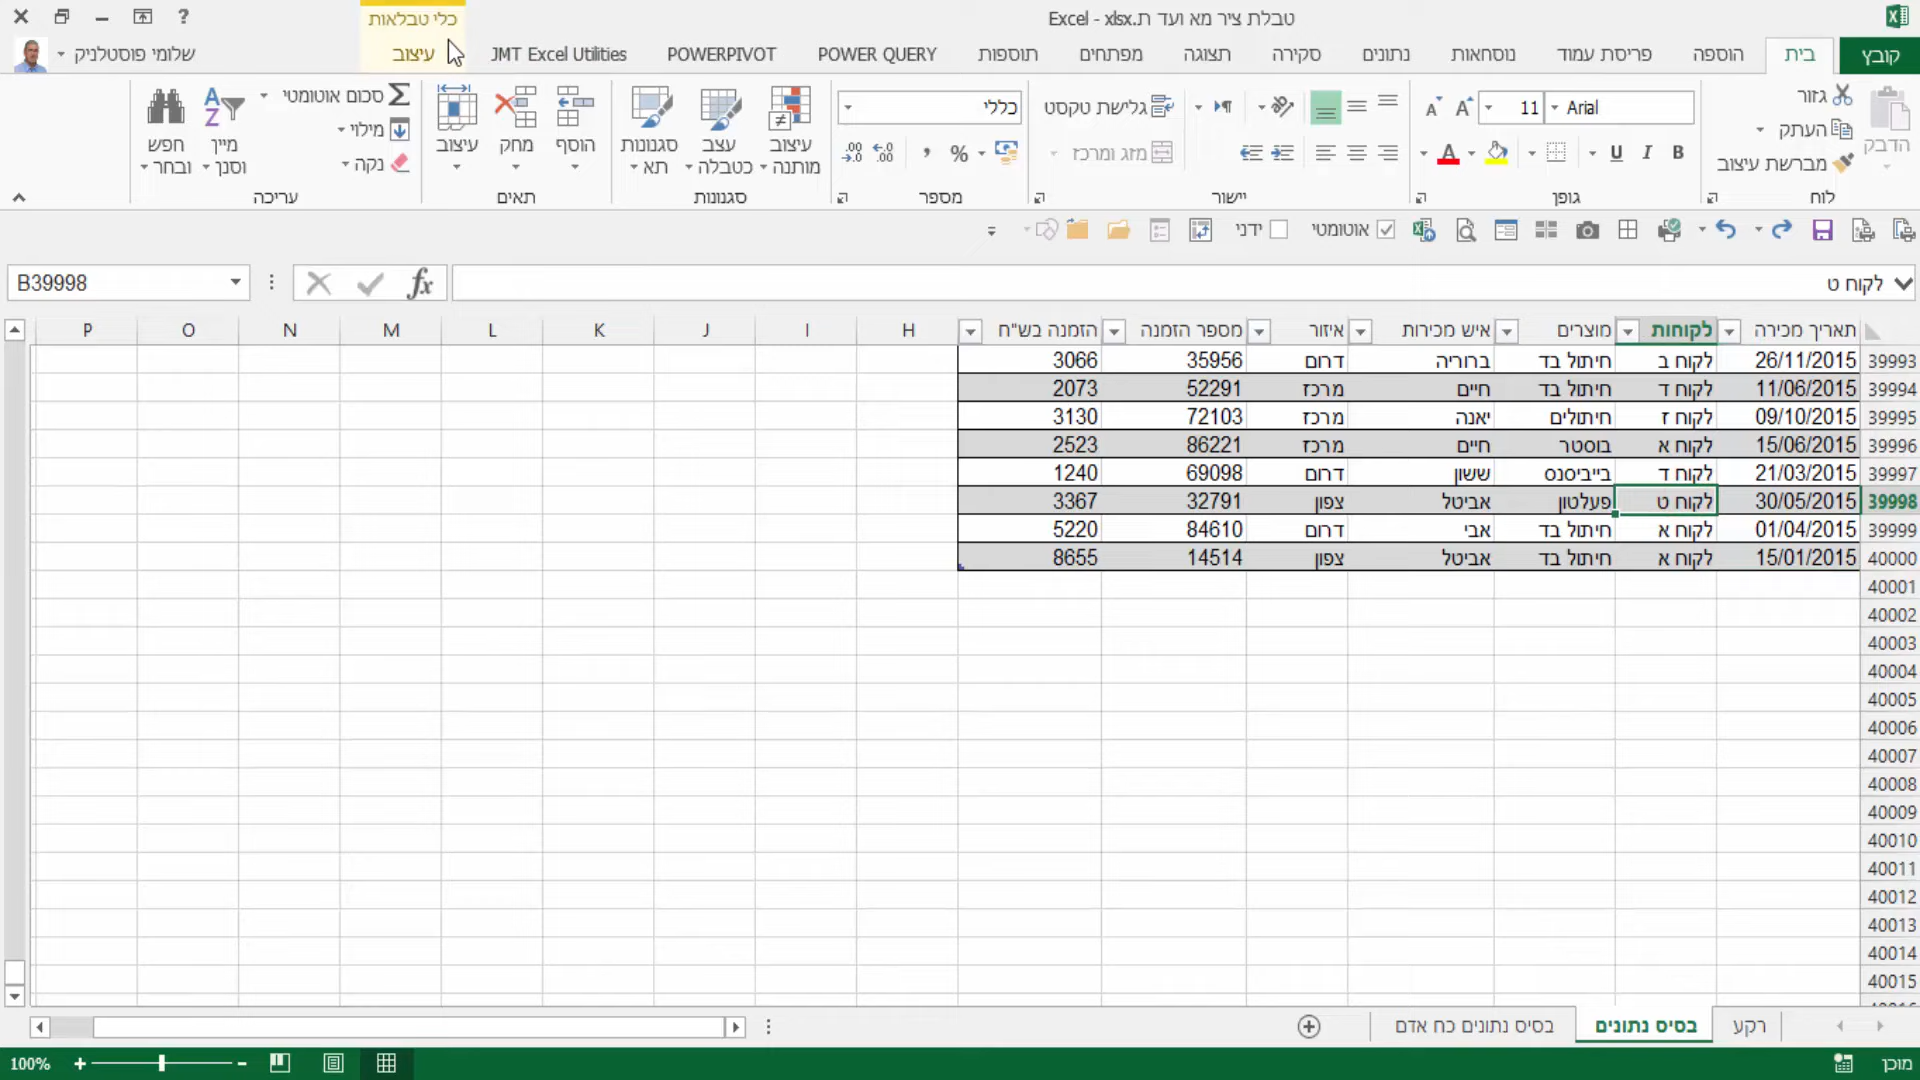 טבלת ציר מא ועד ת.xlsx - Excel
כלי טבלאות
קובץ בית הוספה פריסת עמוד נוסחאות נתונים סקירה תצוגה מפתחים תוספות POWER QUERY POWERPIVOT JMT Excel Utilities עיצוב שלומי פוסטלניק
גזור
העתק
מברשת עיצוב
הדבק
לוח
Arial 11
B I U
גופן
גלישת טקסט
מזג ומרכז
יישור
כללי
%
מספר
עיצוב מותנה
עצב כטבלה
סגנונות תא
סגנונות
הוסף
מחק
עיצוב
תאים
סכום אוטומטי
מילוי
נקה
מיין וסנן
חפש ובחר
עריכה
אוטומטי ידני
B39998 fx לקוח ט
תאריך מכירה לקוחות מוצרים איש מכירות איזור מספר הזמנה הזמנה בש"ח H I J K L M N O P
39993 26/11/2015 לקוח ב חיתול בד ברוריה דרום 35956 3066
39994 11/06/2015 לקוח ד חיתול בד חיים מרכז 52291 2073
39995 09/10/2015 לקוח ז חיתולים יאנה מרכז 72103 3130
39996 15/06/2015 לקוח א בוסטר חיים מרכז 86221 2523
39997 21/03/2015 לקוח ד בייביסנס ששון דרום 69098 1240
39998 30/05/2015 לקוח ט פעלטון אביטל צפון 32791 3367
39999 01/04/2015 לקוח א חיתול בד אבי דרום 84610 5220
40000 15/01/2015 לקוח א חיתול בד אביטל צפון 14514 8655
40001
40002
40003
40004
40005
40006
40007
40008
40009
40010
40011
40012
40013
40014
40015
רקע בסיס נתונים בסיס נתונים כח אדם
מוכן 100%